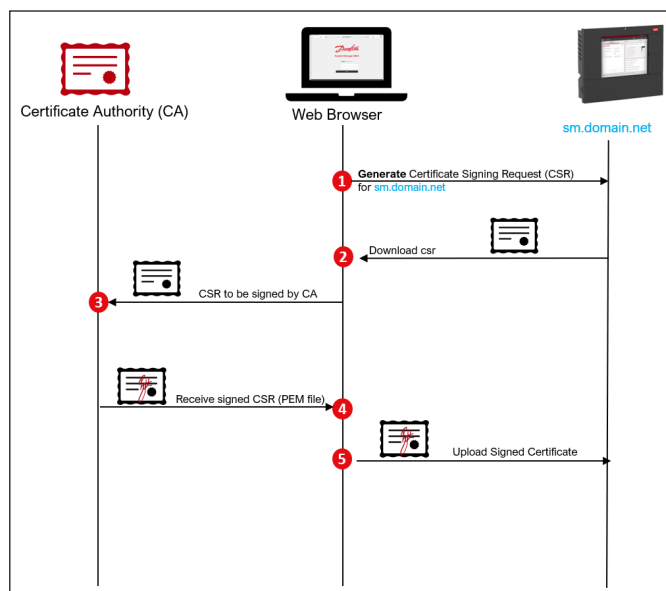 Danfoss
Certificate Authority (CA)
Web Browser
sm.domain.net
1
Generate Certificate Signing Request (CSR)
for sm.domain.net
2
Download csr
3
CSR to be signed by CA
Receive signed CSR (PEM file)
4
5
Upload Signed Certificate